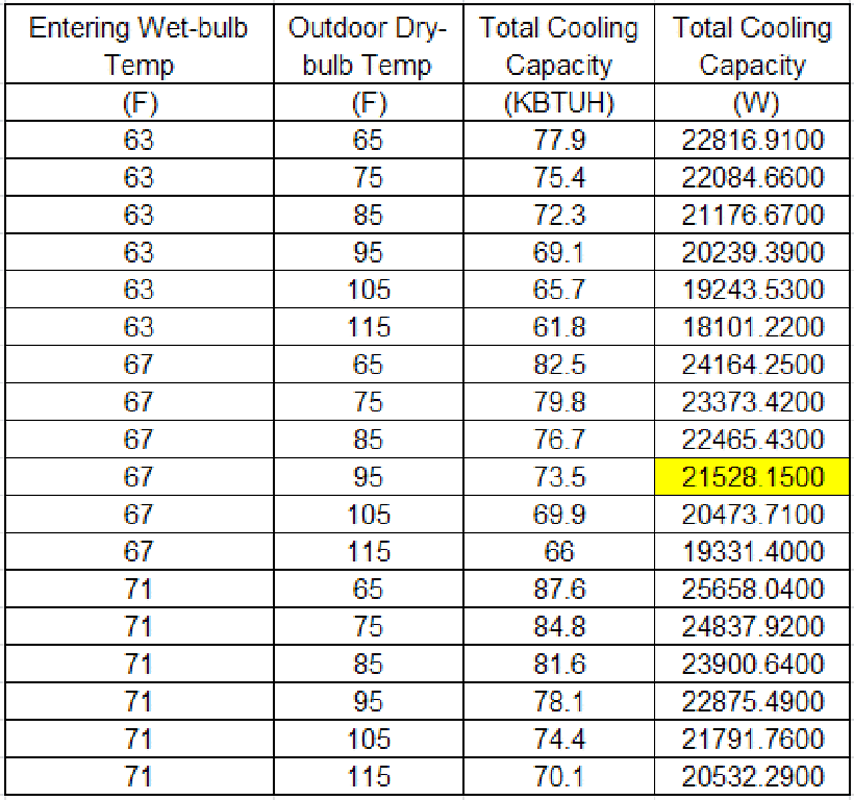 Entering Wet-bulb Temp Outdoor Dry-bulb Temp Total Cooling Capacity Total Cooling Capacity
(F) (F) (KBTUH) (W)
63 65 77.9 22816.9100
63 75 75.4 22084.6600
63 85 72.3 21176.6700
63 95 69.1 20239.3900
63 105 65.7 19243.5300
63 115 61.8 18101.2200
67 65 82.5 24164.2500
67 75 79.8 23373.4200
67 85 76.7 22465.4300
67 95 73.5 21528.1500
67 105 69.9 20473.7100
67 115 66 19331.4000
71 65 87.6 25658.0400
71 75 84.8 24837.9200
71 85 81.6 23900.6400
71 95 78.1 22875.4900
71 105 74.4 21791.7600
71 115 70.1 20532.2900